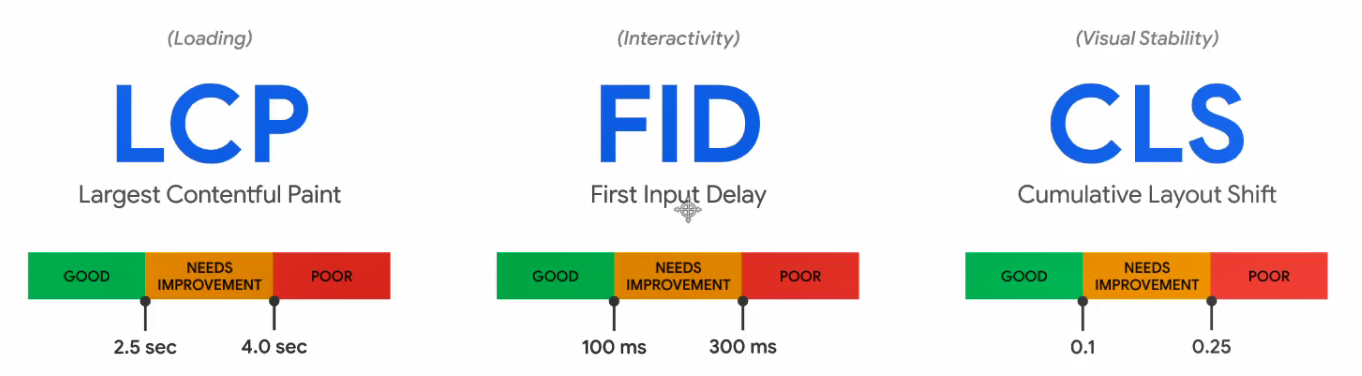 (Loading)
LCP
Largest Contentful Paint
GOOD
NEEDS
IMPROVEMENT
POOR
2.5 sec
4.0 sec
(Interactivity)
FID
First Input Delay
GOOD
NEEDS
IMPROVEMENT
POOR
100 ms
300 ms
(Visual Stability)
CLS
Cumulative Layout Shift
GOOD
NEEDS
IMPROVEMENT
POOR
0.1
0.25